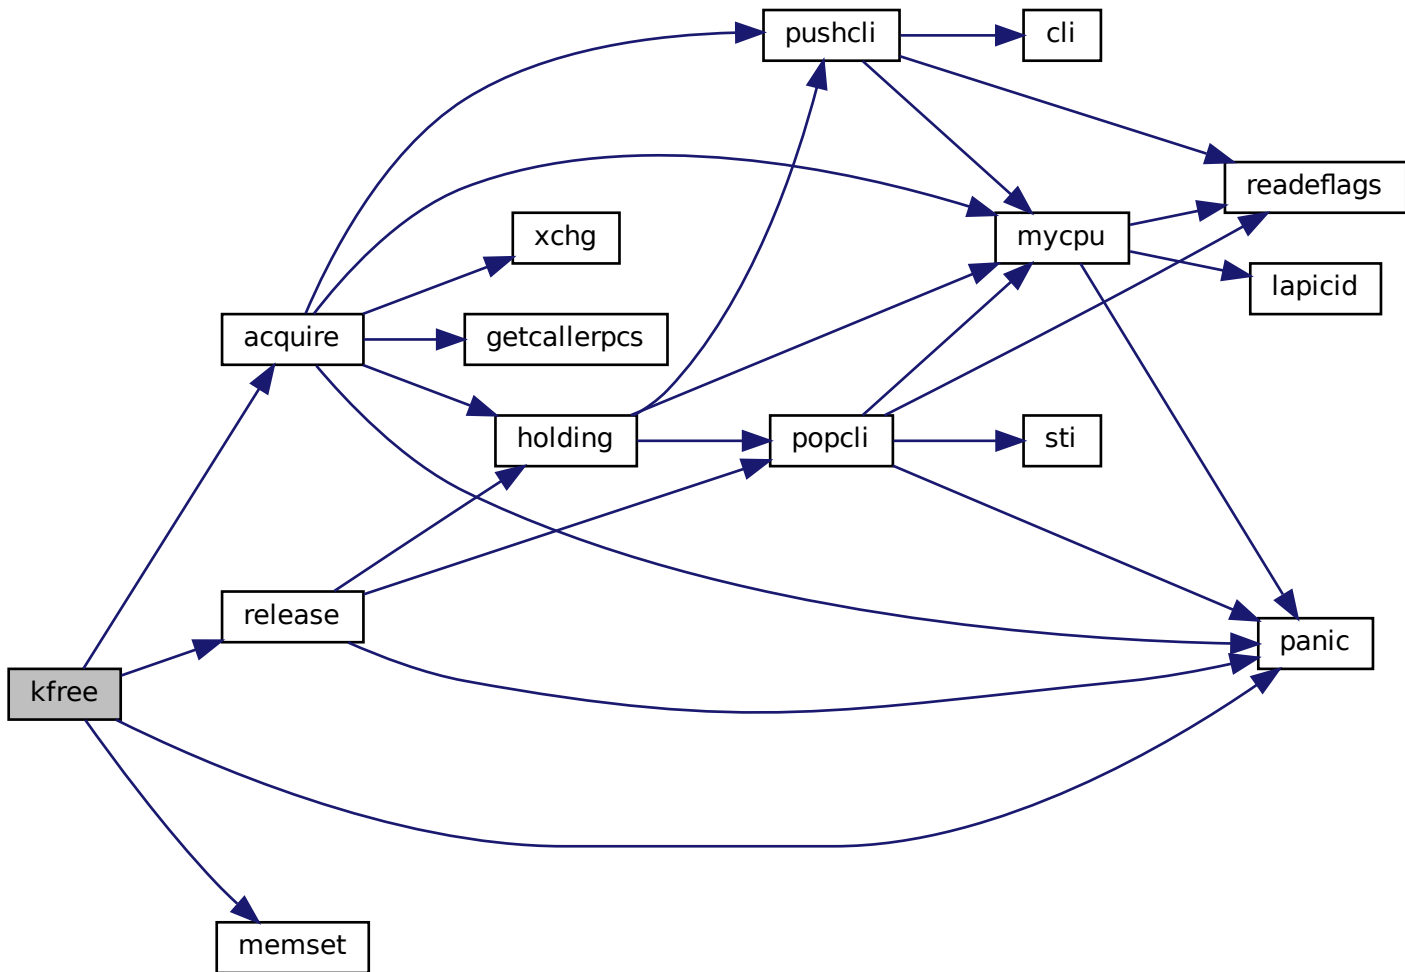 pushcli
cli
readeflags
xchg
mycpu
lapicid
acquire
getcallerpcs
holding
popcli
sti
release
panic
kfree
memset